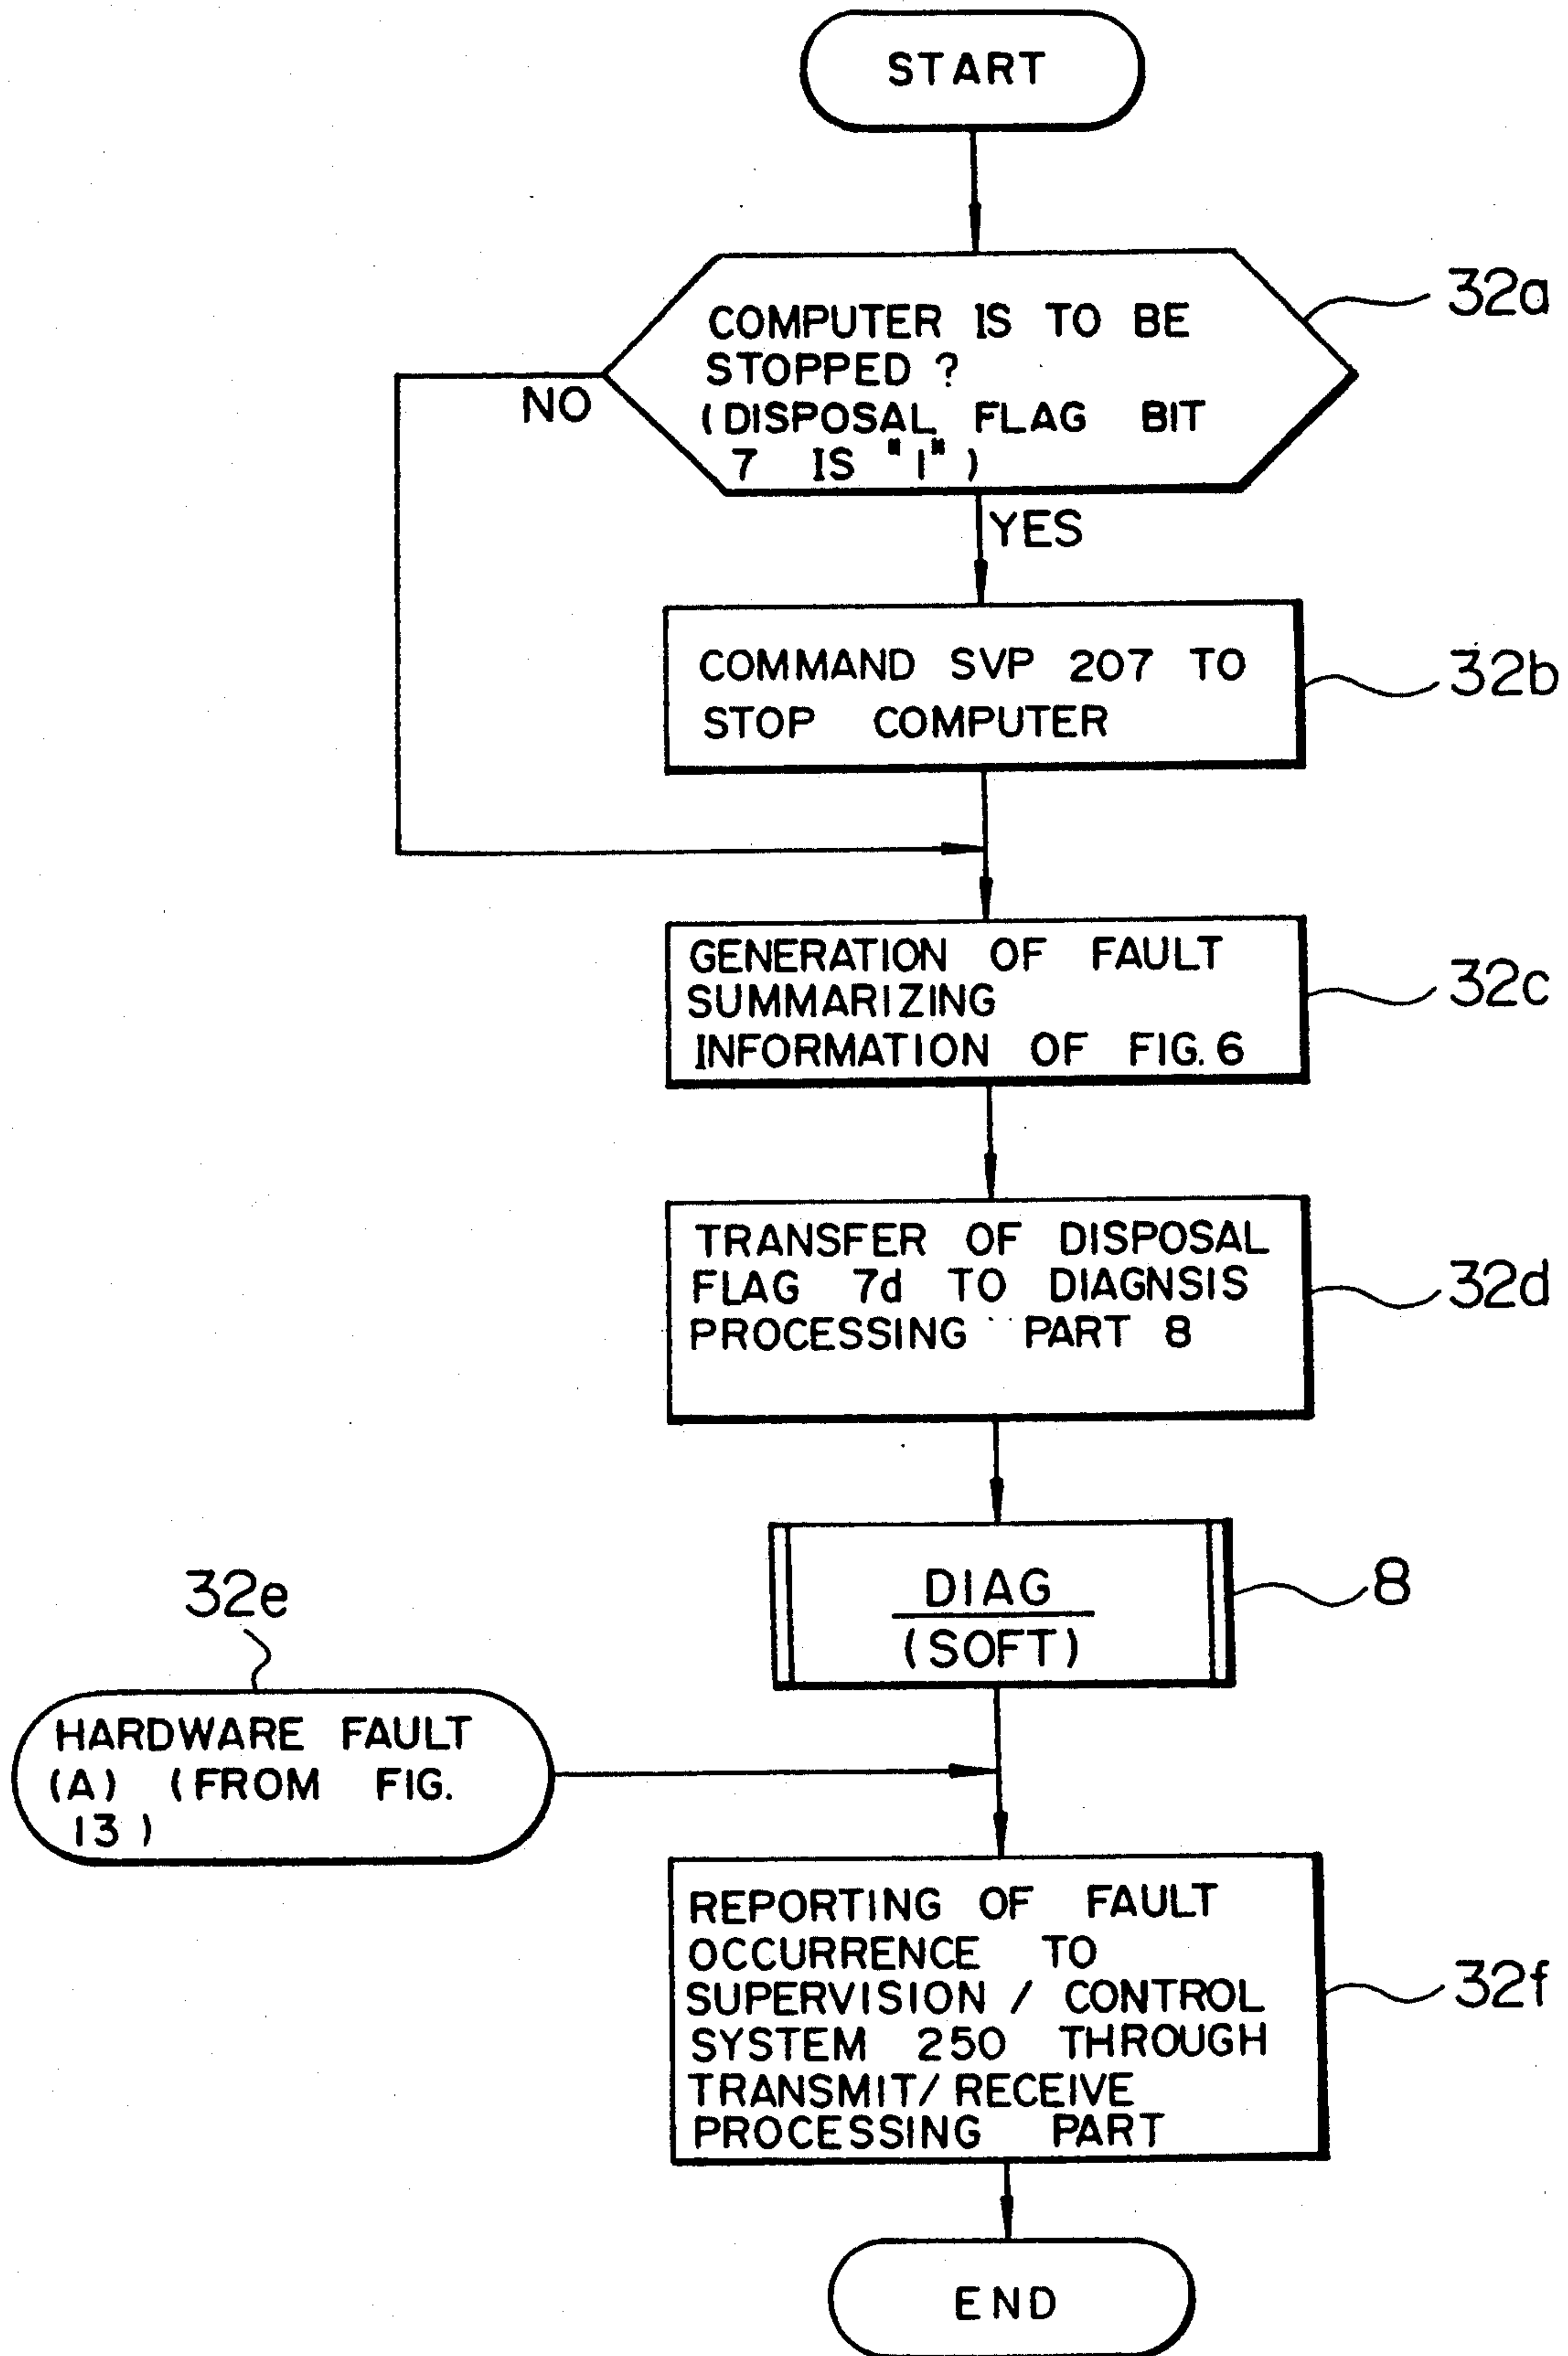 START
COMPUTER IS TO BE
STOPPED ?
(DISPOSAL FLAG BIT
7 IS "1")
32a
NO
YES
COMMAND SVP 207 TO
STOP COMPUTER
32b
GENERATION OF FAULT
SUMMARIZING
INFORMATION OF FIG. 6
32c
TRANSFER OF DISPOSAL
FLAG 7d TO DIAGNSIS
PROCESSING PART 8
32d
DIAG
(SOFT)
8
32e
HARDWARE FAULT
(A) (FROM FIG.
13)
REPORTING OF FAULT
OCCURRENCE TO
SUPERVISION / CONTROL
SYSTEM 250 THROUGH
TRANSMIT/ RECEIVE
PROCESSING PART
32f
END